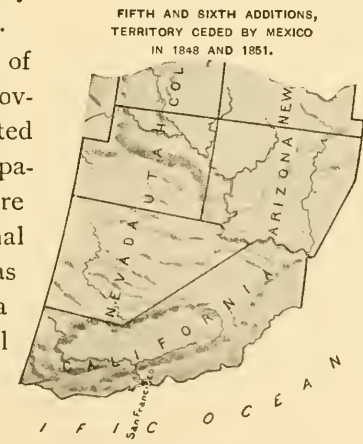 FIFTH AND SIXTH ADDITIONS,
TERRITORY CEDED BY MEXICO
IN 1848 AND 1851.
of
ov-
ted
pa-
re
nal
as
a
l
COL
NEW
UTAH
ARIZONA
NEVADA
CALIFORNIA
San Francisco
IFIC OCEAN